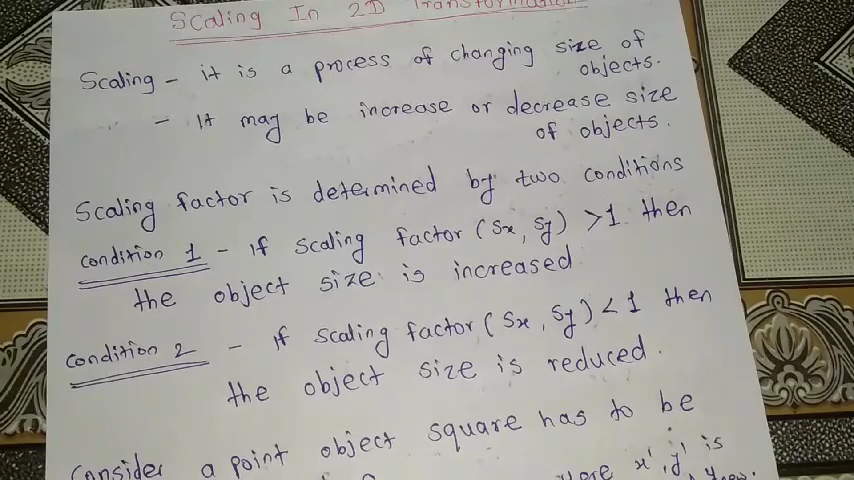 Scaling In 2D Transformation
Scaling - it is a process of changing size of
objects.
- It may be increase or decrease size
of objects.
Scaling factor is determined by two conditions
condition 1 - if scaling factor (Sx, Sy) >1 then
the object size is increased
condition 2 - if scaling factor (Sx, Sy) < 1 then
the object size is reduced.
Consider a point object square has to be
x', y' is